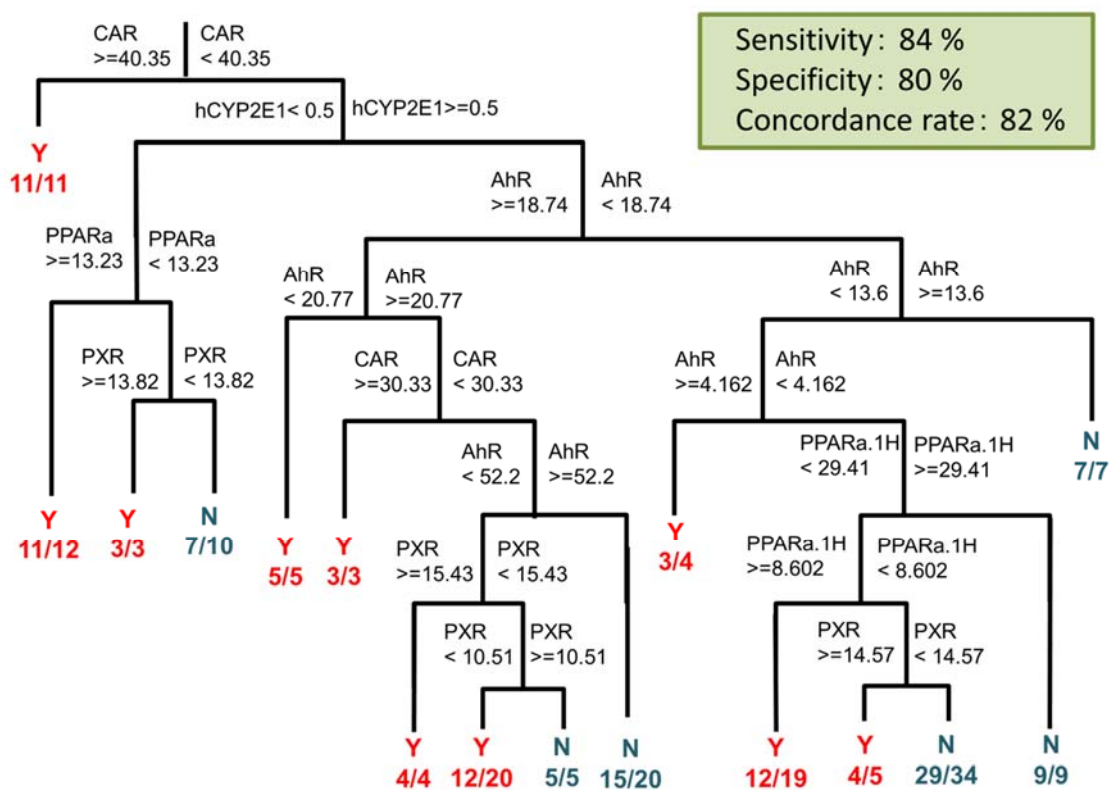 CAR
>=40.35
CAR
< 40.35
Sensitivity: 84 %
Specificity: 80 %
Concordance rate: 82 %
hCYP2E1< 0.5
hCYP2E1>=0.5
Y
11/11
AhR
>=18.74
AhR
< 18.74
PPARa
>=13.23
PPARa
< 13.23
AhR
< 20.77
AhR
>=20.77
AhR
< 13.6
AhR
>=13.6
PXR
>=13.82
PXR
< 13.82
CAR
>=30.33
CAR
< 30.33
AhR
>=4.162
AhR
< 4.162
AhR
< 52.2
AhR
>=52.2
PPARa.1H
< 29.41
PPARa.1H
>=29.41
N
7/7
Y
11/12
Y
3/3
N
7/10
Y
5/5
Y
3/3
Y
3/4
PXR
>=15.43
PXR
< 15.43
PPARa.1H
>=8.602
PPARa.1H
< 8.602
PXR
< 10.51
PXR
>=10.51
PXR
>=14.57
PXR
< 14.57
Y
4/4
Y
12/20
N
5/5
N
15/20
Y
12/19
Y
4/5
N
29/34
N
9/9